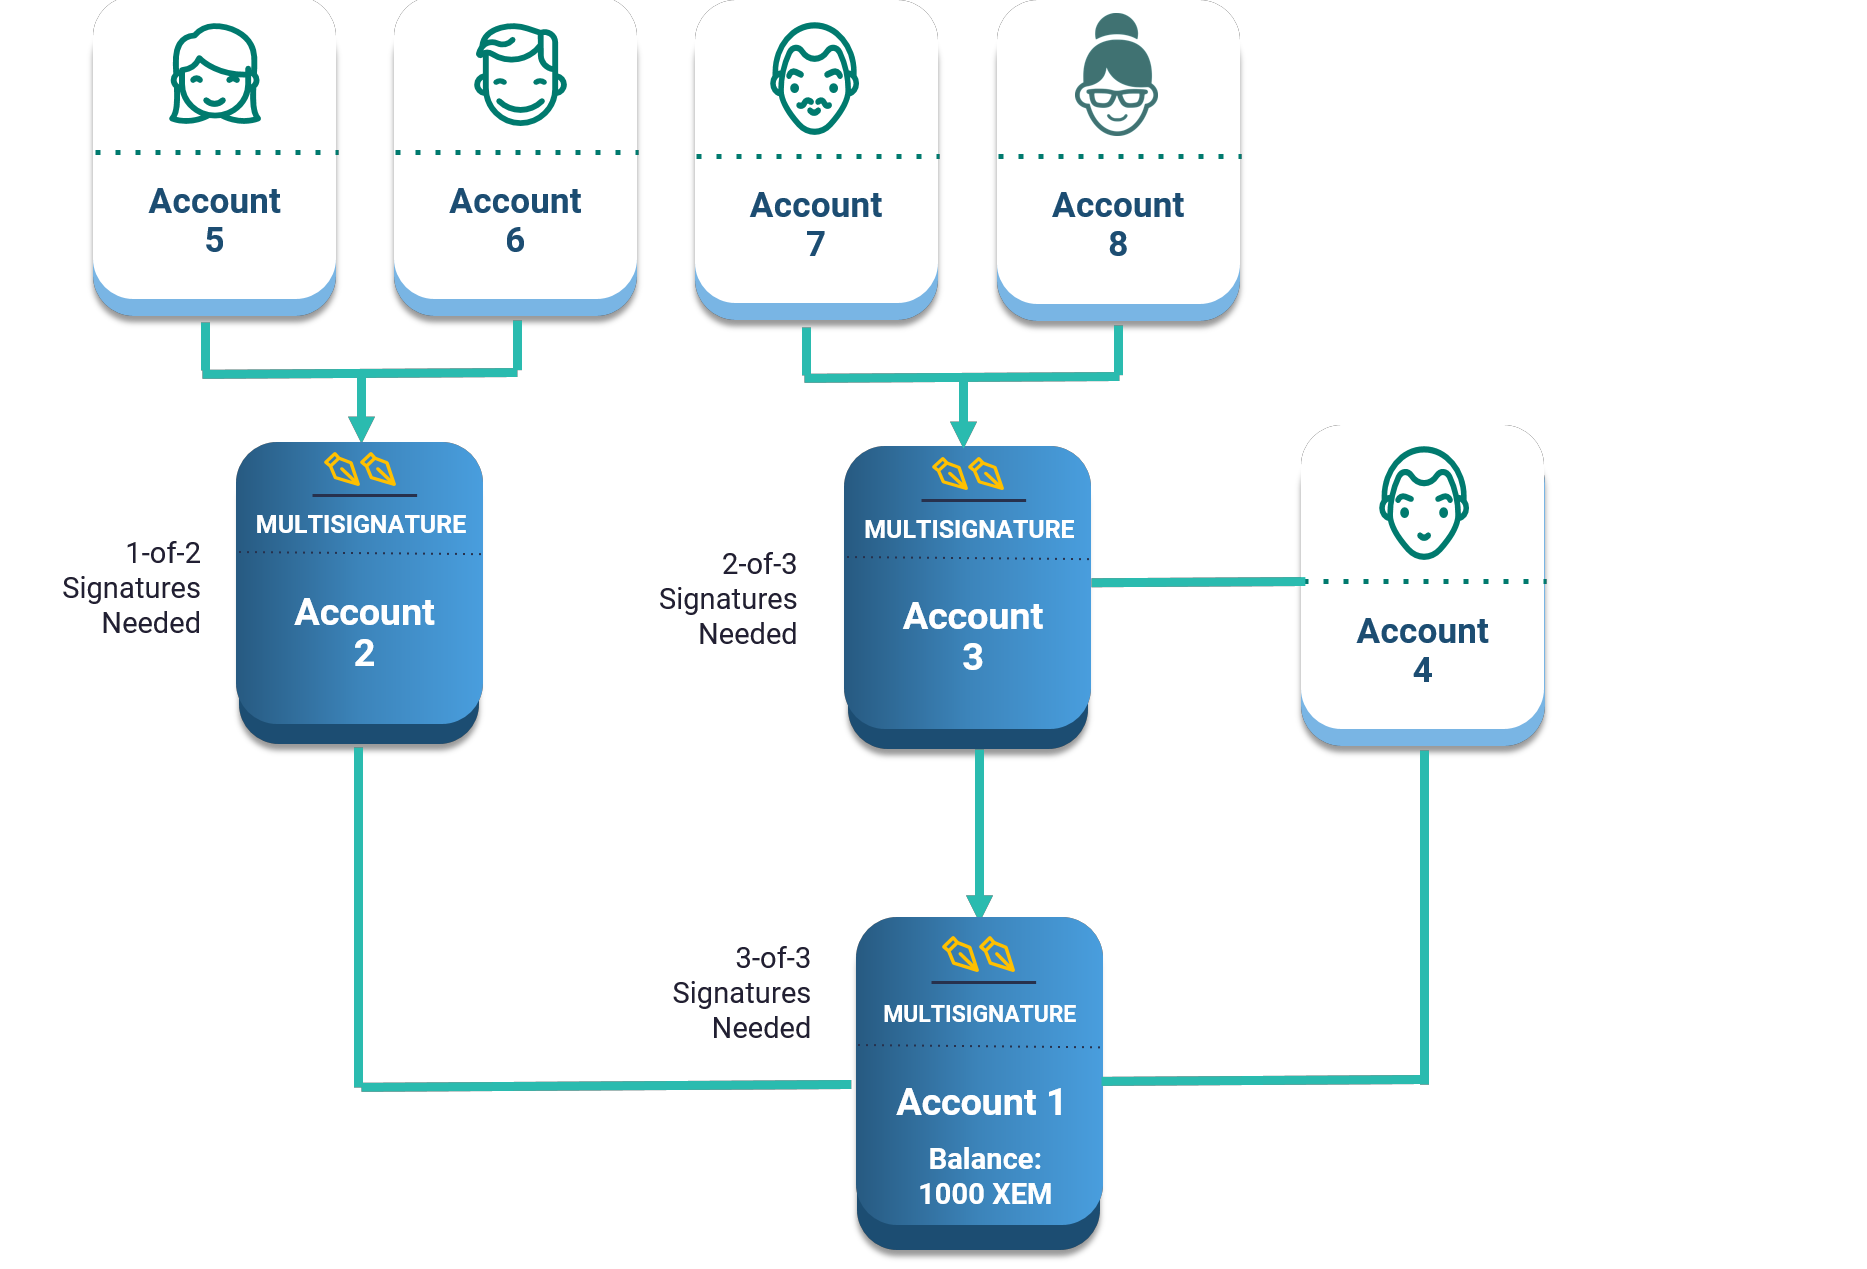 Account
5
Account
6
Account
7
Account
8
1-of-2
Signatures
Needed
MULTISIGNATURE
Account
2
2-of-3
Signatures
Needed
MULTISIGNATURE
Account
3
Account
4
3-of-3
Signatures
Needed
MULTISIGNATURE
Account 1
Balance:
1000 XEM